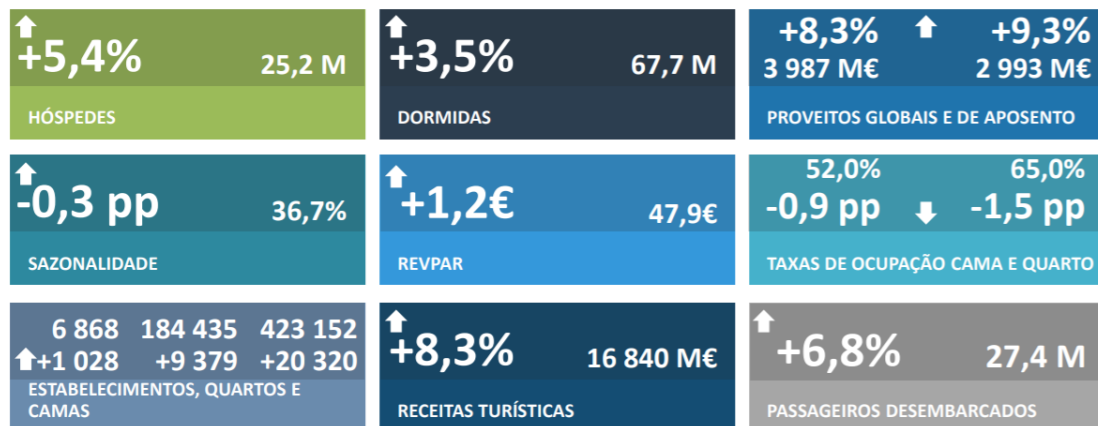 +5,4% 25,2 M
HÓSPEDES
+3,5% 67,7 M
DORMIDAS
+8,3% +9,3%
3 987 M€ 2 993 M€
PROVEITOS GLOBAIS E DE APOSENTO
-0,3 pp 36,7%
SAZONALIDADE
+1,2€ 47,9€
REVPAR
52,0% 65,0%
-0,9 pp -1,5 pp
TAXAS DE OCUPAÇÃO CAMA E QUARTO
6 868 184 435 423 152
+1 028 +9 379 +20 320
ESTABELECIMENTOS, QUARTOS E
CAMAS
+8,3% 16 840 M€
RECEITAS TURÍSTICAS
+6,8% 27,4 M
PASSAGEIROS DESEMBARCADOS